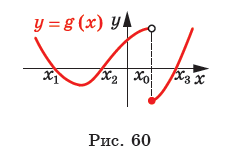 y = g(x) y
x₁ x₂ x₀ x₃ x
Рис. 60